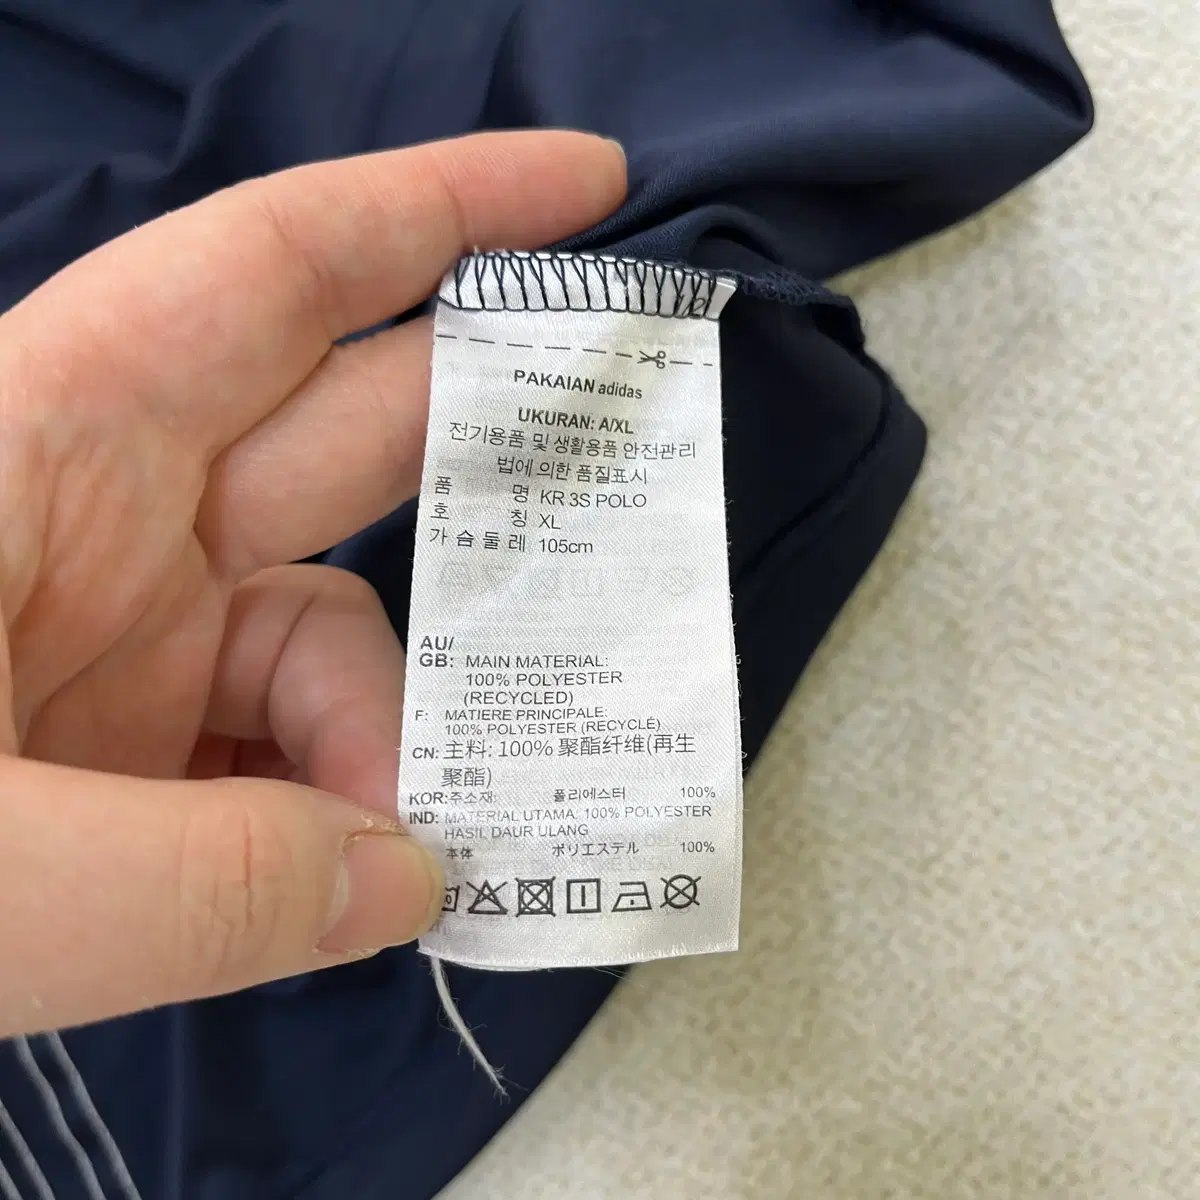 PAKAIAN adidas
UKURAN: A/XL
전기용품 및 생활용품 안전관리
법에 의한 품질표시
품 명 KR 3S POLO
호 칭 XL
가 슴 둘 레 105cm
AU/
GB: MAIN MATERIAL:
100% POLYESTER
(RECYCLED)
F: MATIERE PRINCIPALE:
100% POLYESTER (RECYCLÉ)
CN: 主料: 100% 聚酯纤维(再生
聚酯)
KOR:주소재: 폴리에스터 100%
IND: MATERIAL UTAMA: 100% POLYESTER
HASIL DAUR ULANG
本体 ポリエステル 100%